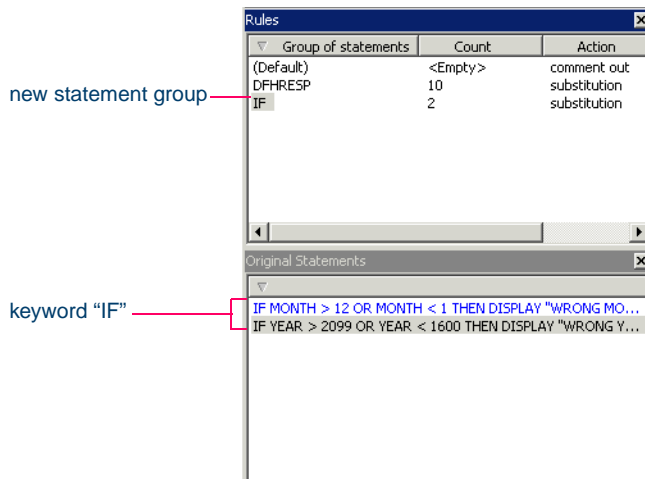 Rules
Group of statements Count Action
(Default) <Empty> comment out
DFHRESP 10 substitution
new statement group
IF 2 substitution
Original Statements
keyword “IF”
IF MONTH > 12 OR MONTH < 1 THEN DISPLAY "WRONG MO...
IF YEAR > 2099 OR YEAR < 1600 THEN DISPLAY "WRONG Y...